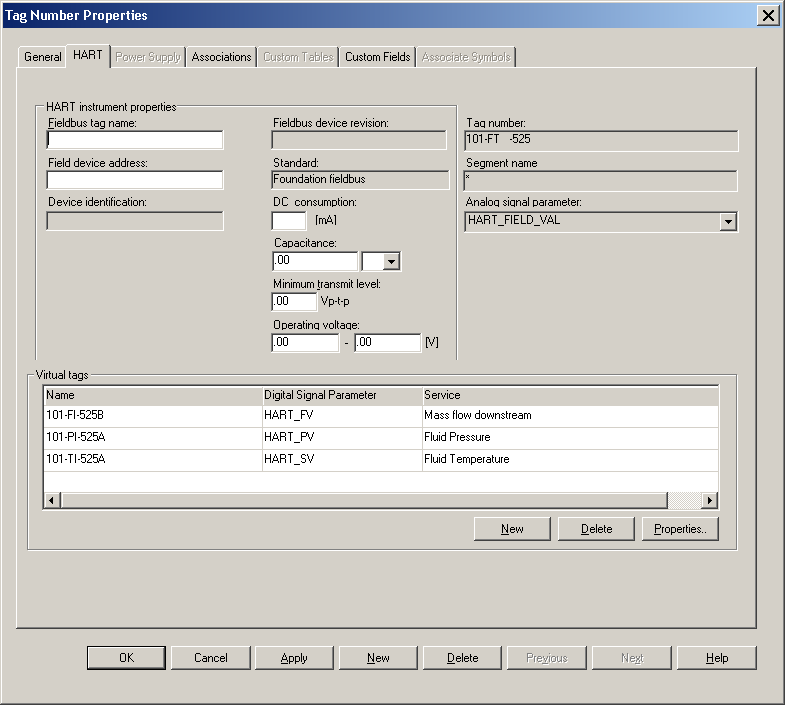 Tag Number Properties
General HART Power Supply Associations Custom Tables Custom Fields Associate Symbols
HART instrument properties
Fieldbus tag name:
Fieldbus device revision:
Tag number:
101-FT -525
Field device address:
Standard:
Foundation fieldbus
Segment name
*
Device identification:
DC consumption:
[mA]
Analog signal parameter:
HART_FIELD_VAL
Capacitance:
.00
Minimum transmit level:
.00 Vp-t-p
Operating voltage:
.00 - .00 [V]
Virtual tags
Name Digital Signal Parameter Service
101-FI-525B HART_FV Mass flow downstream
101-PI-525A HART_PV Fluid Pressure
101-TI-525A HART_SV Fluid Temperature
New Delete Properties..
OK Cancel Apply New Delete Previous Next Help